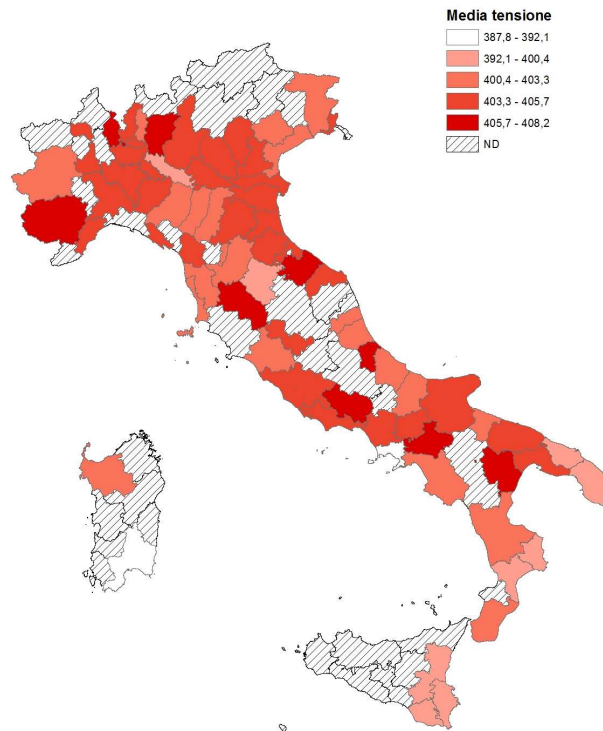 Media tensione
387,8 - 392,1
392,1 - 400,4
400,4 - 403,3
403,3 - 405,7
405,7 - 408,2
ND